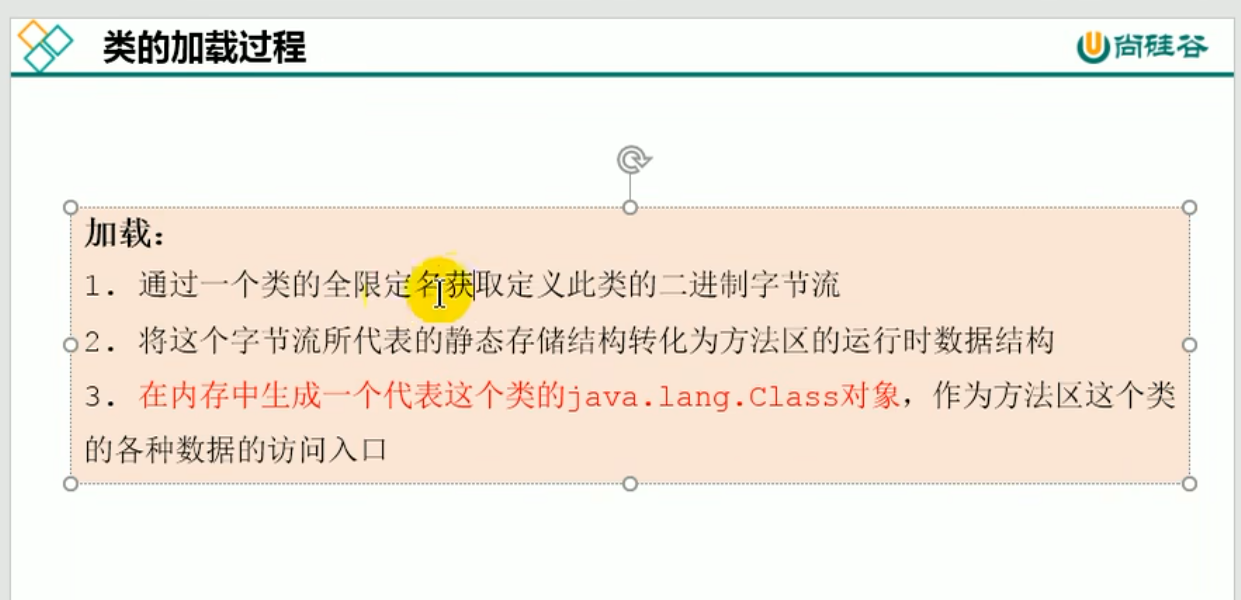 类的加载过程
尚硅谷
加载：
1. 通过一个类的全限定名获取定义此类的二进制字节流
2. 将这个字节流所代表的静态存储结构转化为方法区的运行时数据结构
3. 在内存中生成一个代表这个类的java.lang.Class对象，作为方法区这个类
的各种数据的访问入口